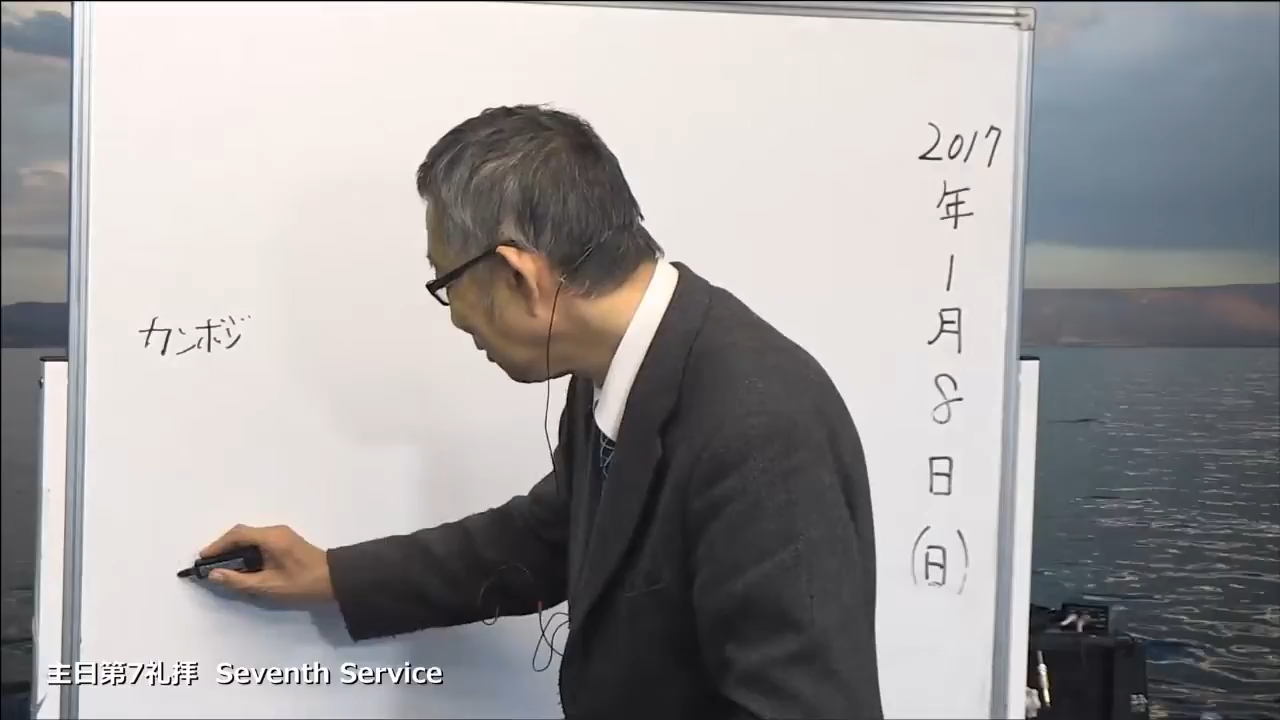 2017
年
1
月
8
日
(日)
カンボジ
主日第7礼拝 Seventh Service